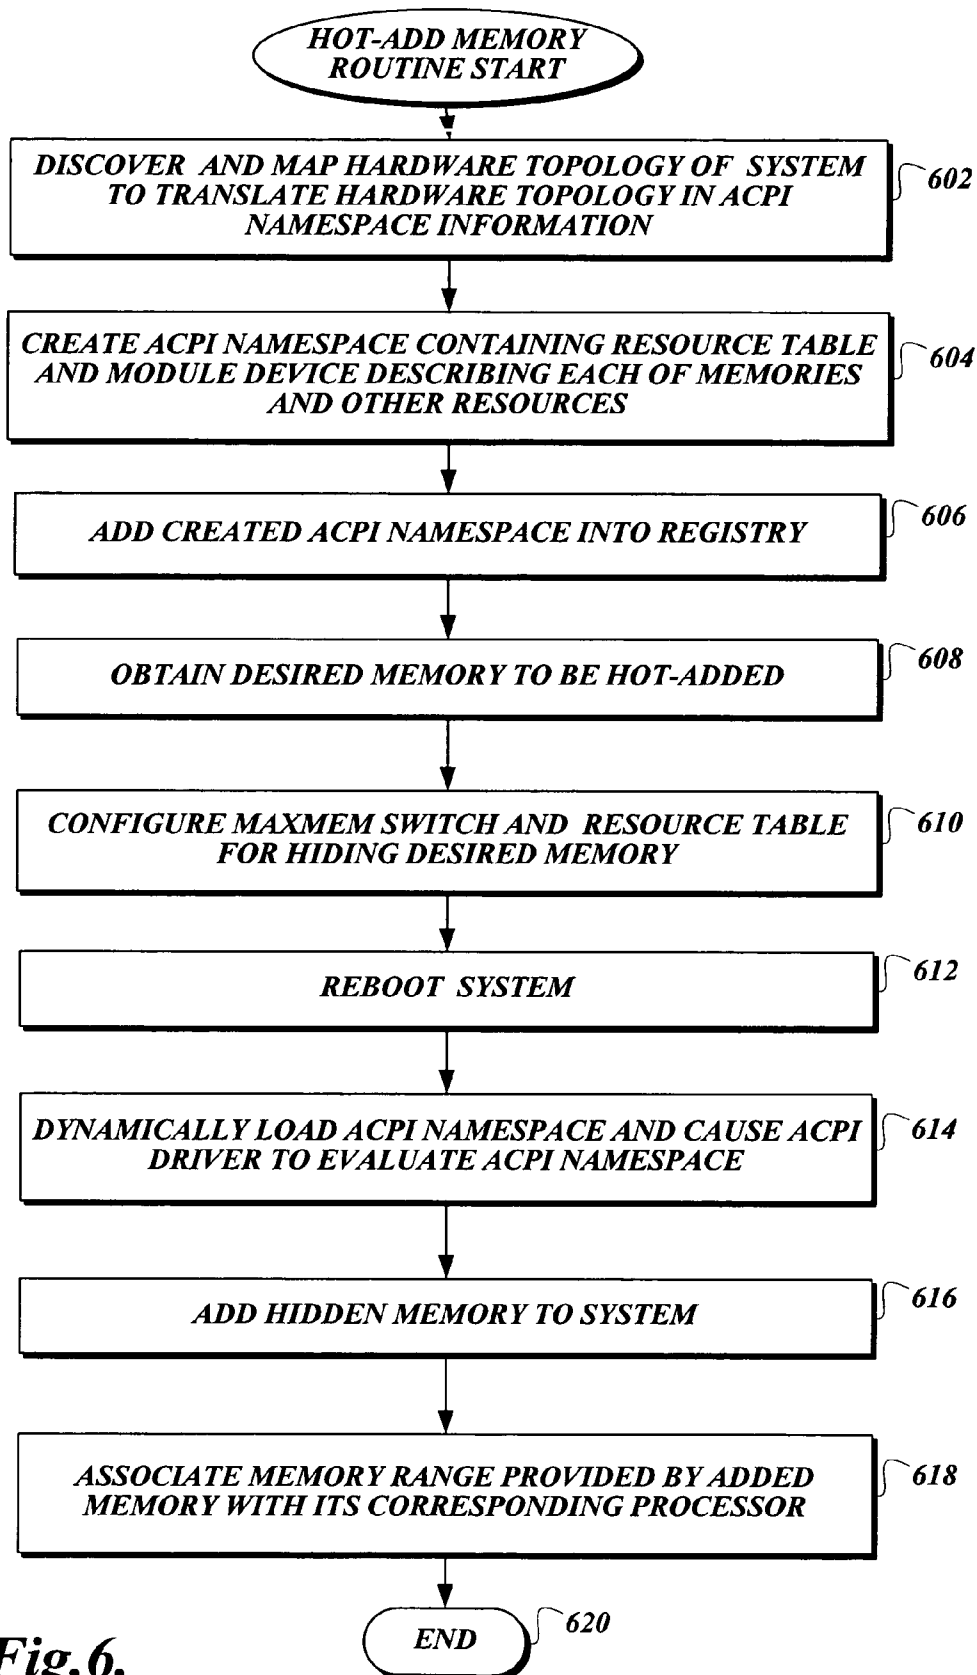 HOT-ADD MEMORY
ROUTINE START
DISCOVER AND MAP HARDWARE TOPOLOGY OF SYSTEM
TO TRANSLATE HARDWARE TOPOLOGY IN ACPI
NAMESPACE INFORMATION
602
CREATE ACPI NAMESPACE CONTAINING RESOURCE TABLE
AND MODULE DEVICE DESCRIBING EACH OF MEMORIES
AND OTHER RESOURCES
604
ADD CREATED ACPI NAMESPACE INTO REGISTRY
606
OBTAIN DESIRED MEMORY TO BE HOT-ADDED
608
CONFIGURE MAXMEM SWITCH AND RESOURCE TABLE
FOR HIDING DESIRED MEMORY
610
REBOOT SYSTEM
612
DYNAMICALLY LOAD ACPI NAMESPACE AND CAUSE ACPI
DRIVER TO EVALUATE ACPI NAMESPACE
614
ADD HIDDEN MEMORY TO SYSTEM
616
ASSOCIATE MEMORY RANGE PROVIDED BY ADDED
MEMORY WITH ITS CORRESPONDING PROCESSOR
618
END
620
Fig.6.